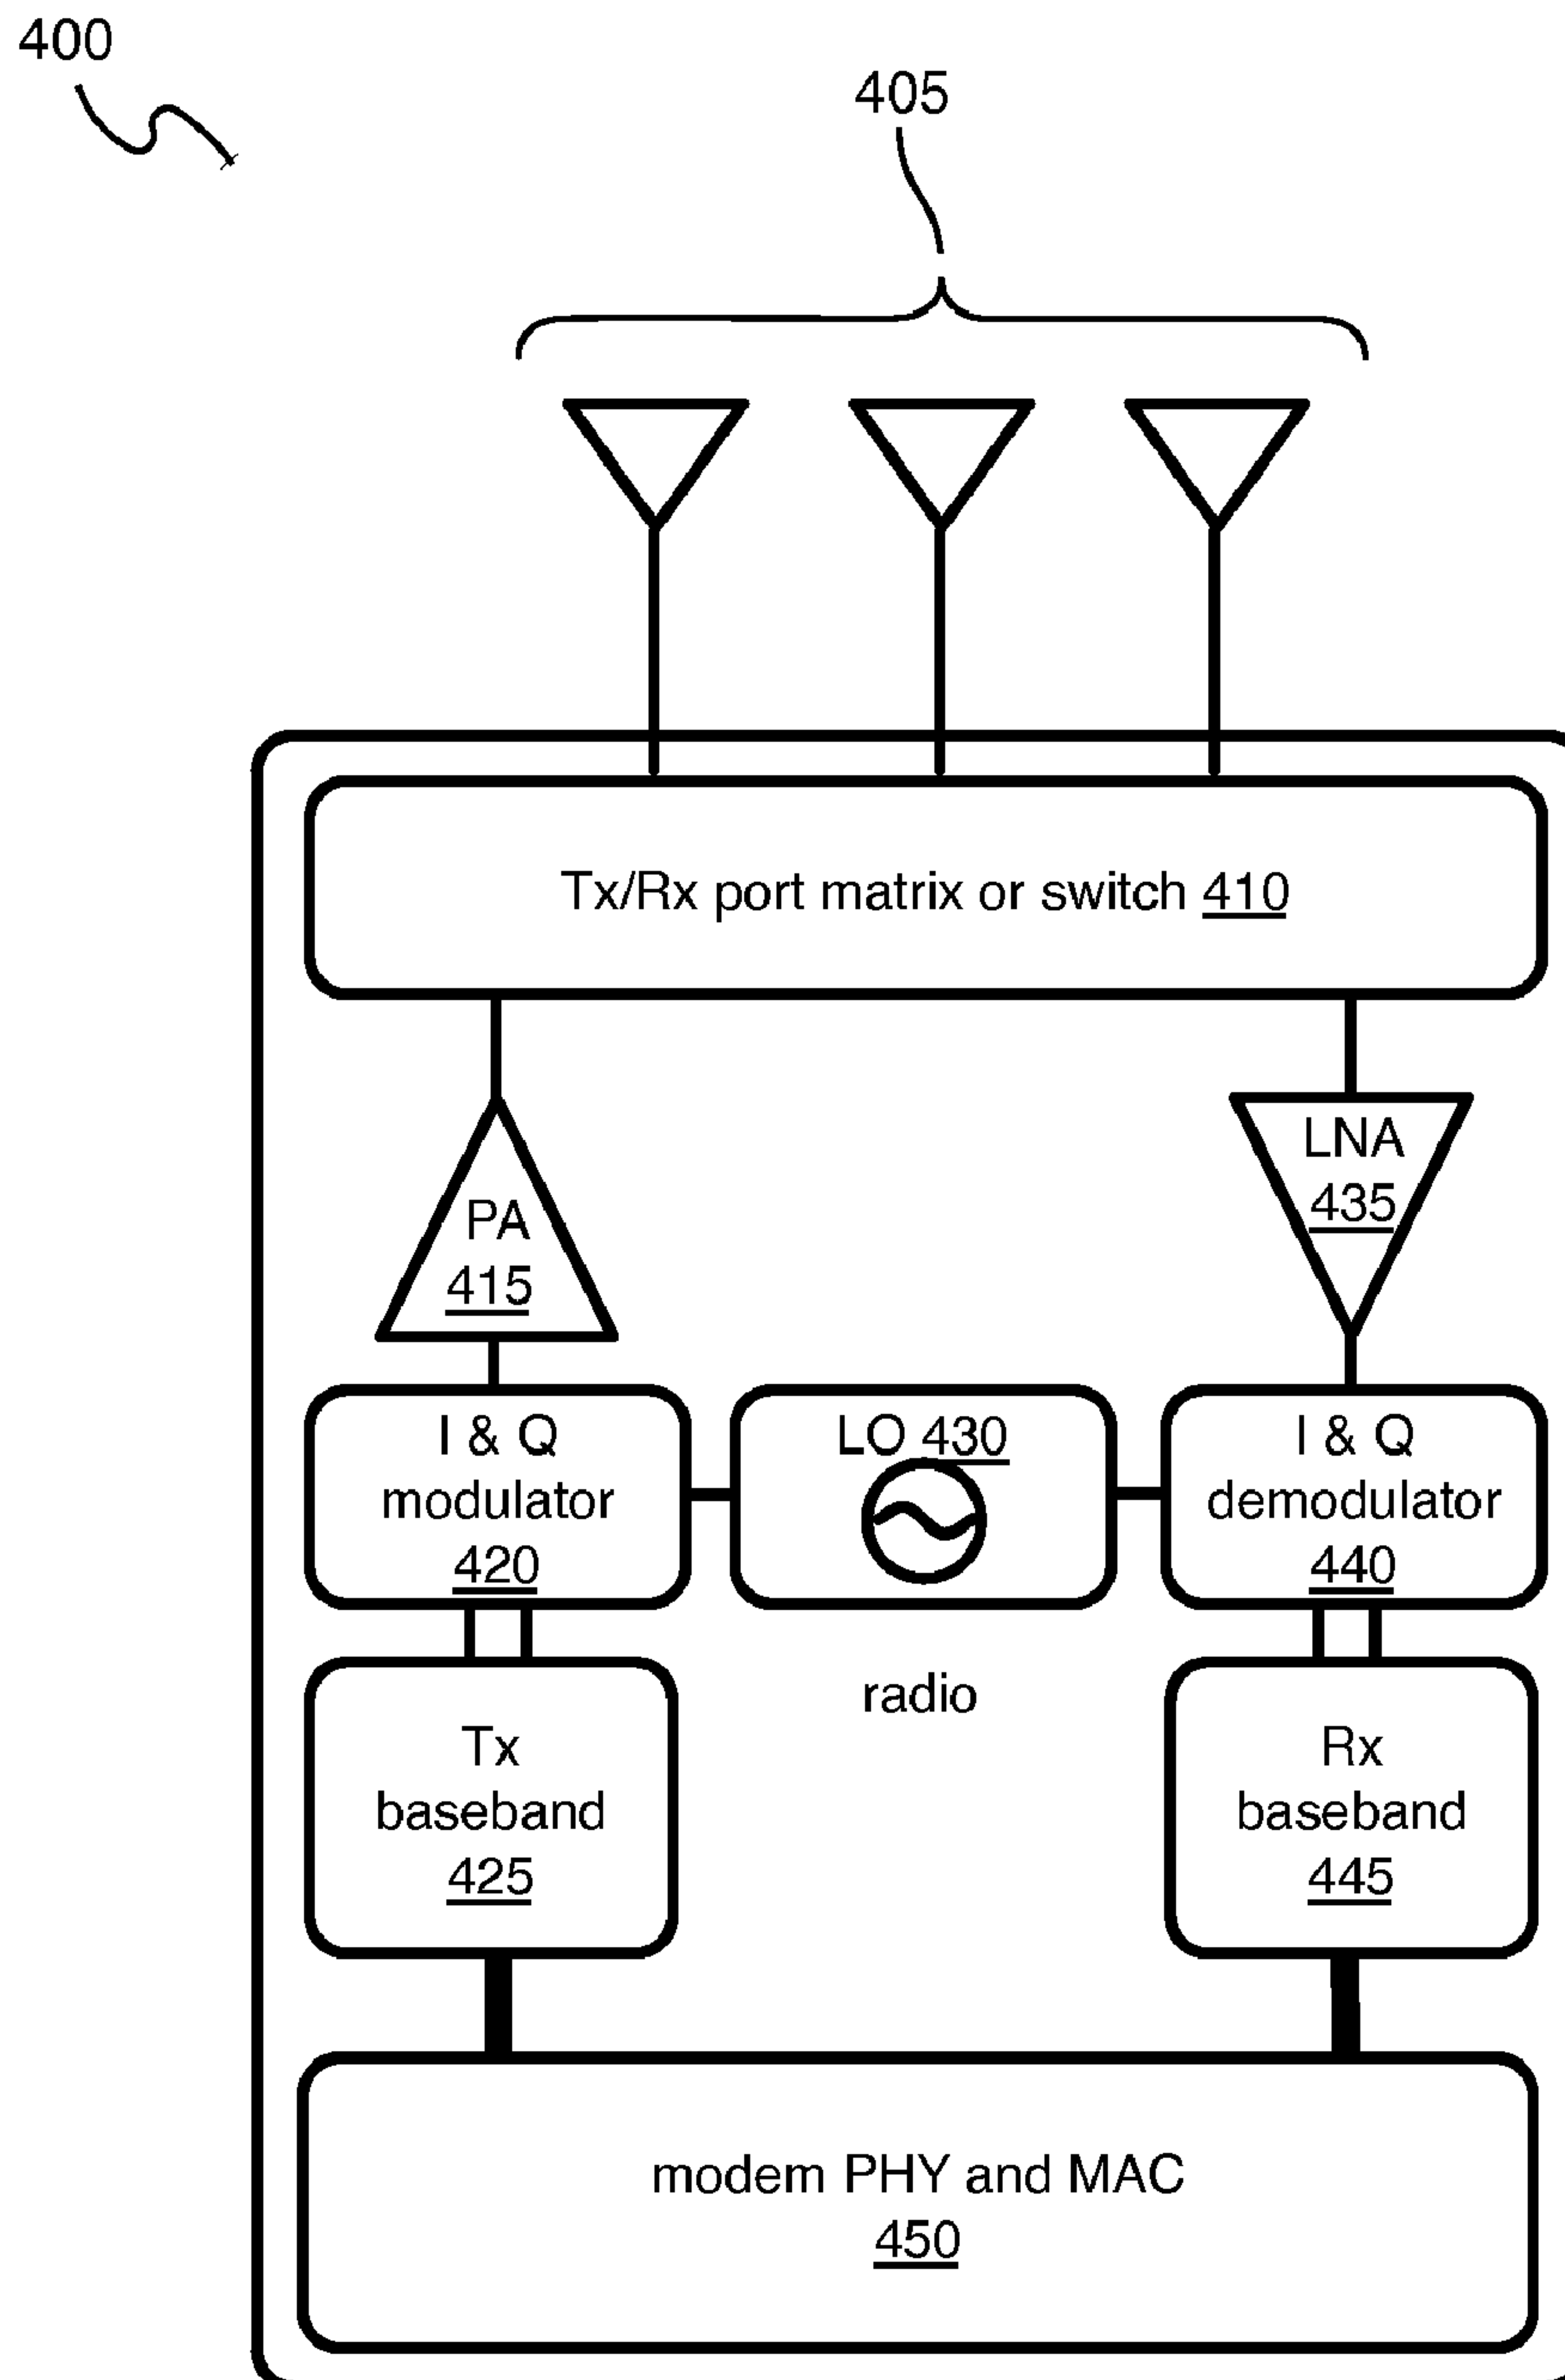 400
405
Tx/Rx port matrix or switch 410
PA
415
LNA
435
I & Q
modulator
420
LO 430
I & Q
demodulator
440
radio
Tx
baseband
425
Rx
baseband
445
modem PHY and MAC
450